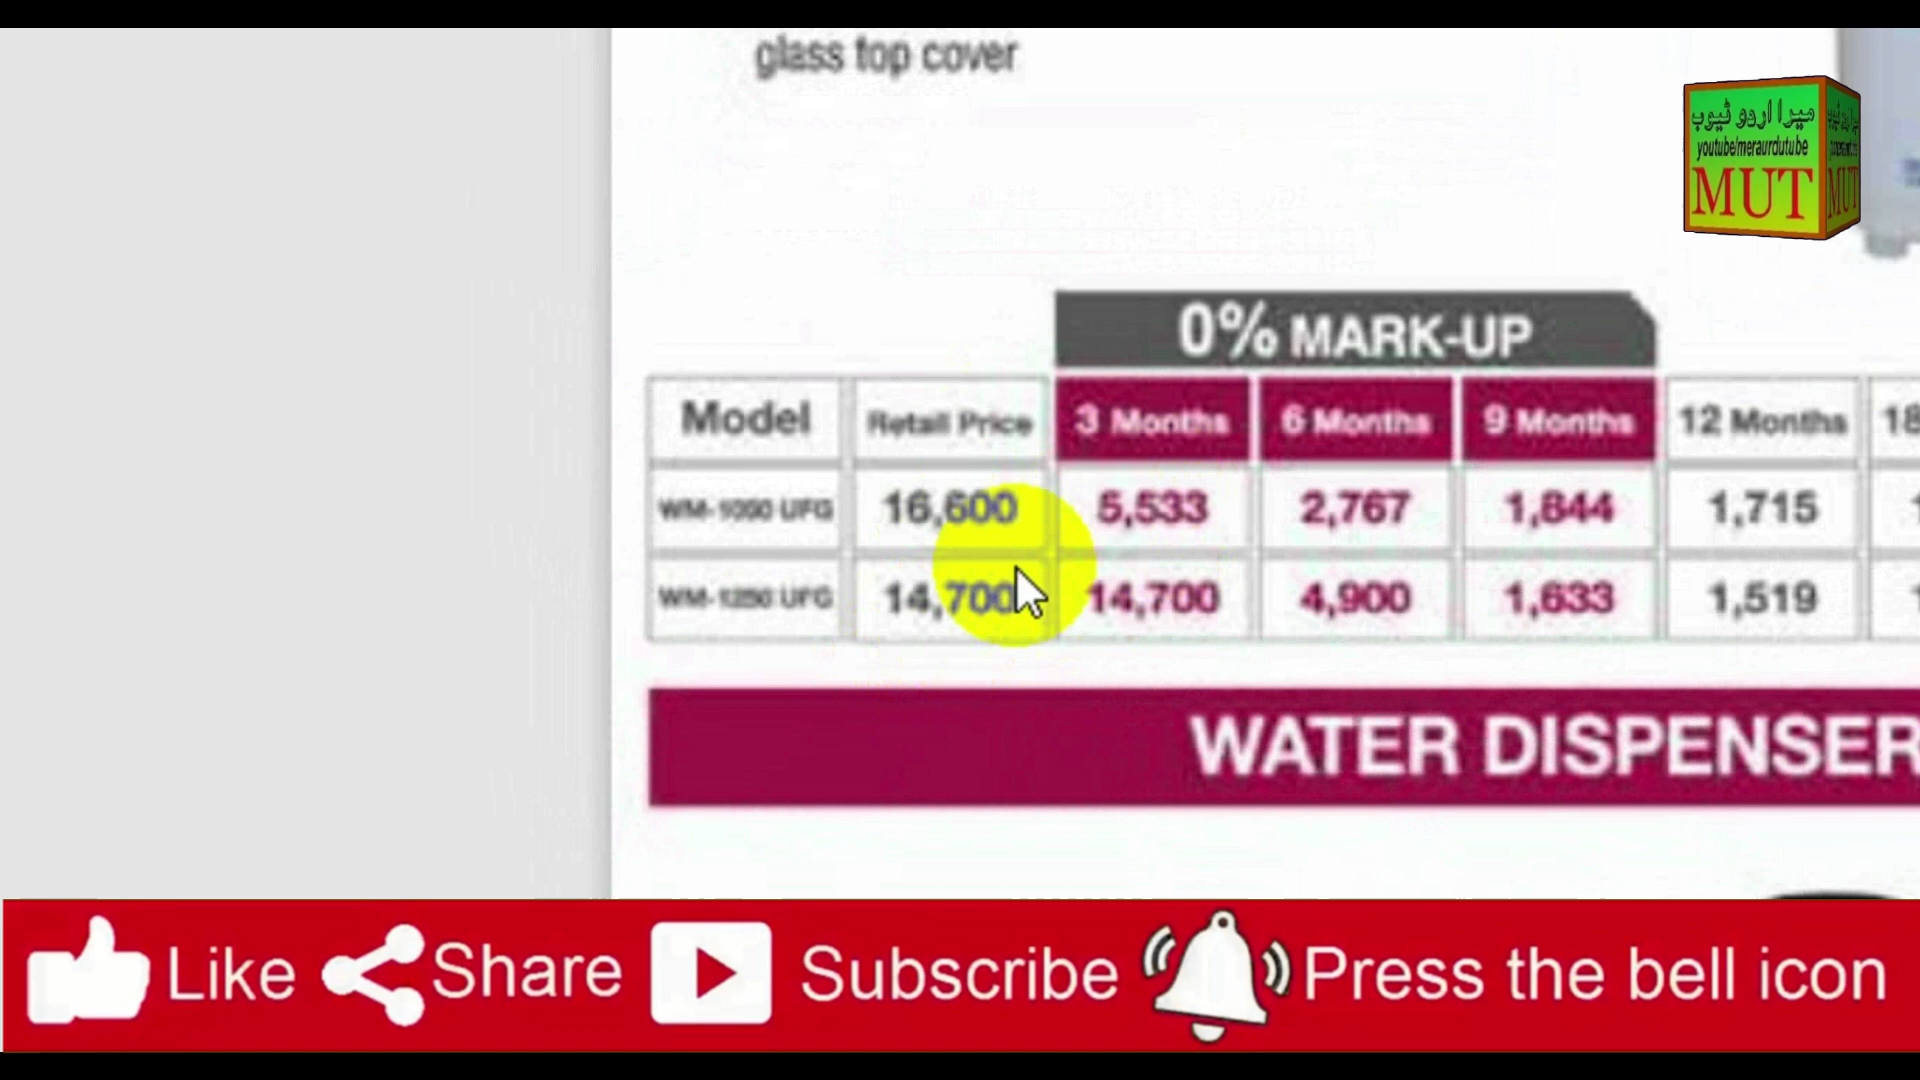 glass top cover
میرا اردو ٹیوب
youtube/meraurdutube
MUT
MUT
0% MARK-UP
Model Retail Price 3 Months 6 Months 9 Months 12 Months 18
WM-1090 UFG 16,600 5,533 2,767 1,844 1,715
WM-1250 UFG 14,700 14,700 4,900 1,633 1,519
WATER DISPENSER
Like Share Subscribe Press the bell icon